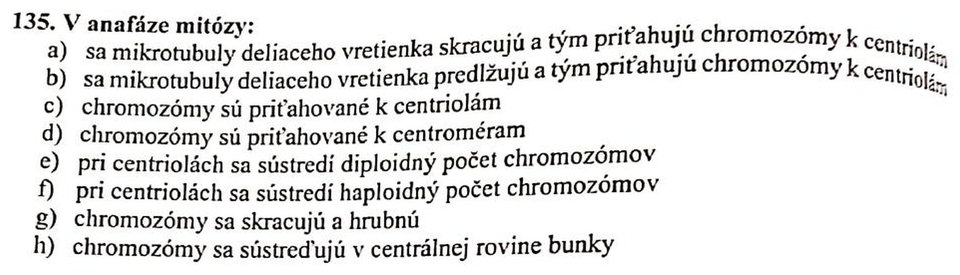 135. V anafáze mitózy:
a) sa mikrotubuly deliaceho vretienka skracujú a tým priťahujú chromozómy k centriolám
b) sa mikrotubuly deliaceho vretienka predlžujú a tým priťahujú chromozómy k centriolám
c) chromozómy sú priťahované k centriolám
d) chromozómy sú priťahované k centroméram
e) pri centriolách sa sústredí diploidný počet chromozómov
f) pri centriolách sa sústredí haploidný počet chromozómov
g) chromozómy sa skracujú a hrubnú
h) chromozómy sa sústreďujú v centrálnej rovine bunky